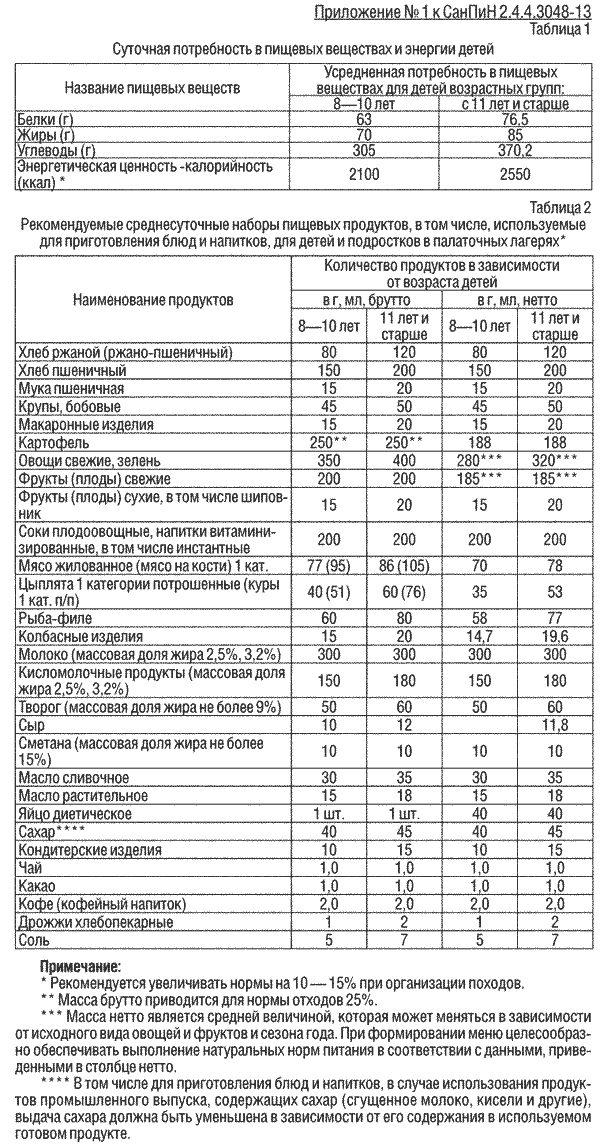 Приложение № 1 к СанПиН 2.4.4.3048-13
Таблица 1
Суточная потребность в пищевых веществах и энергии детей
Название пищевых веществ
Усредненная потребность в пищевых
веществах для детей возрастных групп:
8—10 лет
с 11 лет и старше
Белки (г) 63 76,5
Жиры (г) 70 85
Углеводы (г) 305 370,2
Энергетическая ценность -калорийность
(ккал) * 2100 2550
Таблица 2
Рекомендуемые среднесуточные наборы пищевых продуктов, в том числе, используемые
для приготовления блюд и напитков, для детей и подростков в палаточных лагерях*
Наименование продуктов
Количество продуктов в зависимости
от возраста детей
в г, мл, брутто в г, мл, нетто
8—10 лет 11 лет и 8—10 лет 11 лет и
старше старше
Хлеб ржаной (ржано-пшеничный) 80 120 80 120
Хлеб пшеничный 150 200 150 200
Мука пшеничная 15 20 15 20
Крупы, бобовые 45 50 45 50
Макаронные изделия 15 20 15 20
Картофель 250** 250** 188 188
Овощи свежие, зелень 350 400 280*** 320***
Фрукты (плоды) свежие 200 200 185*** 185***
Фрукты (плоды) сухие, в том числе шипов-
ник 15 20 15 20
Соки плодоовощные, напитки витамини-
зированные, в том числе инстантные 200 200 200 200
Мясо жилованное (мясо на кости) 1 кат. 77 (95) 86 (105) 70 78
Цыплята 1 категории потрошенные (куры
1 кат. п/п) 40 (51) 60 (76) 35 53
Рыба-филе 60 80 58 77
Колбасные изделия 15 20 14,7 19,6
Молоко (массовая доля жира 2,5%, 3,2%) 300 300 300 300
Кисломолочные продукты (массовая доля
жира 2,5%, 3,2%) 150 180 150 180
Творог (массовая доля жира не более 9%) 50 60 50 60
Сыр 10 12 11,8
Сметана (массовая доля жира не более
15%) 10 10 10 10
Масло сливочное 30 35 30 35
Масло растительное 15 18 15 18
Яйцо диетическое 1 шт. 1 шт. 40 40
Сахар**** 40 45 40 45
Кондитерские изделия 10 15 10 15
Чай 1,0 1,0 1,0 1,0
Какао 1,0 1,0 1,0 1,0
Кофе (кофейный напиток) 2,0 2,0 2,0 2,0
Дрожжи хлебопекарные 1 2 1 2
Соль 5 7 5 7
Примечание:
* Рекомендуется увеличивать нормы на 10 — 15% при организации походов.
** Масса брутто приводится для нормы отходов 25%.
*** Масса нетто является средней величиной, которая может меняться в зависимости
от исходного вида овощей и фруктов и сезона года. При формировании меню целесообраз-
но обеспечивать выполнение натуральных норм питания в соответствии с данными, приве-
денными в столбце нетто.
**** В том числе для приготовления блюд и напитков, в случае использования продук-
тов промышленного выпуска, содержащих сахар (сгущенное молоко, кисели и другие),
выдача сахара должна быть уменьшена в зависимости от его содержания в используемом
готовом продукте.